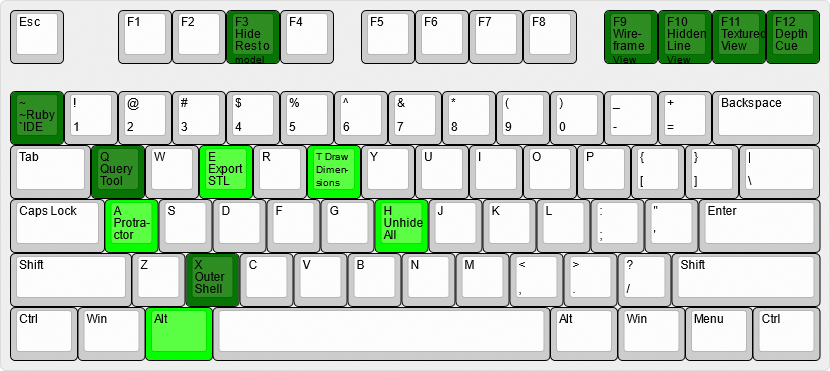 Esc F1 F2 F3 Hide Rest o model F4 F5 F6 F7 F8 F9 Wire-frame View F10 Hidden Line View F11 Textured View F12 Depth Cue
~ ~Ruby `IDE ! 1 @ 2 # 3 $ 4 % 5 ^ 6 & 7 * 8 ( 9 ) 0 _ - + = Backspace
Tab Q Query Tool W E Export STL R T Draw Dimen-sions Y U I O P { [ } ] | \
Caps Lock A Protra-ctor S D F G H Unhide All J K L : ; " ' Enter
Shift Z X Outer Shell C V B N M < , > . ? / Shift
Ctrl Win Alt Alt Win Menu Ctrl